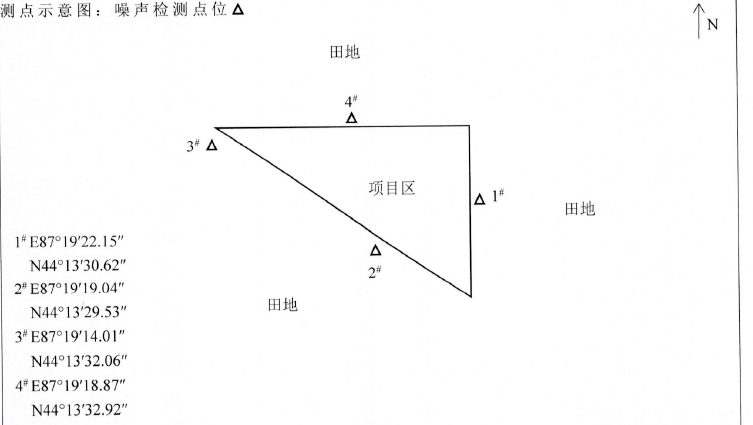 测点示意图：噪声检测点位△
N
田地
4#
3#
项目区
1#
田地
2#
田地
1# E87°19′22.15″
N44°13′30.62″
2# E87°19′19.04″
N44°13′29.53″
3# E87°19′14.01″
N44°13′32.06″
4# E87°19′18.87″
N44°13′32.92″